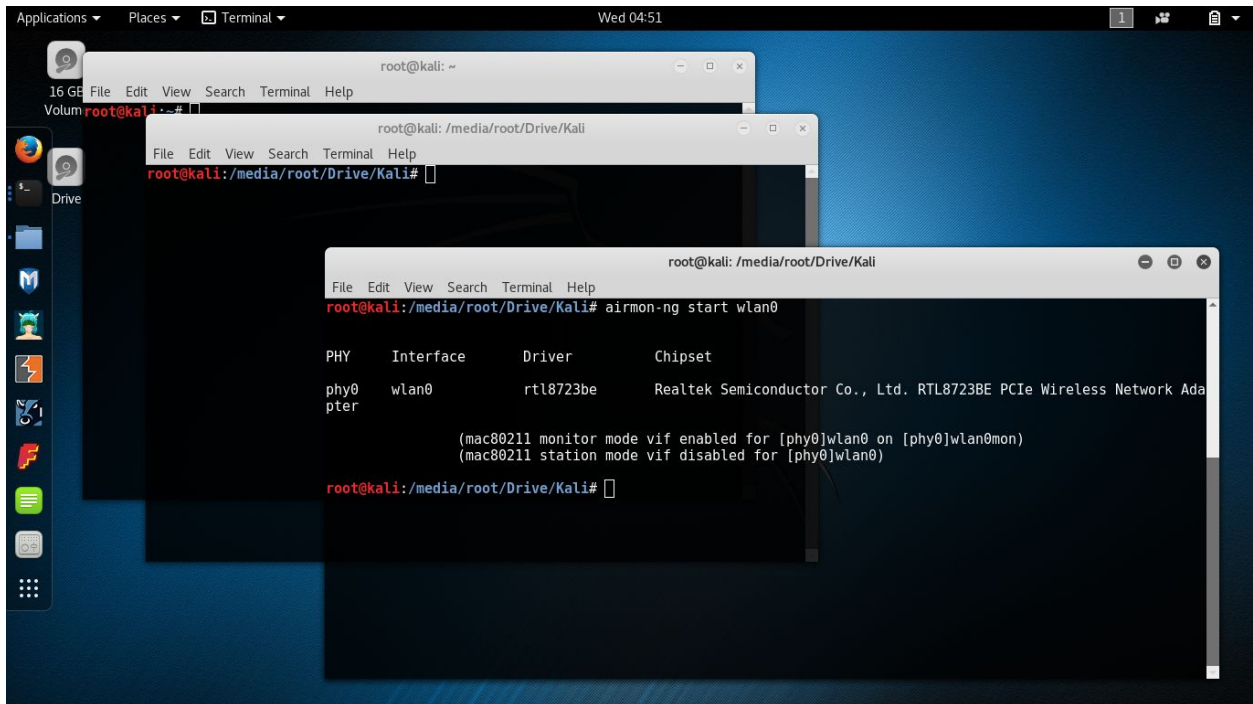 Applications Places Terminal Wed 04:51 1
16 GB
Volum
Drive
root@kali: ~
File Edit View Search Terminal Help
root@kali:~#
root@kali: /media/root/Drive/Kali
File Edit View Search Terminal Help
root@kali:/media/root/Drive/Kali#
root@kali: /media/root/Drive/Kali
File Edit View Search Terminal Help
root@kali:/media/root/Drive/Kali# airmon-ng start wlan0
PHY Interface Driver Chipset
phy0 wlan0 rtl8723be Realtek Semiconductor Co., Ltd. RTL8723BE PCIe Wireless Network Ada
pter
(mac80211 monitor mode vif enabled for [phy0]wlan0 on [phy0]wlan0mon)
(mac80211 station mode vif disabled for [phy0]wlan0)
root@kali:/media/root/Drive/Kali#